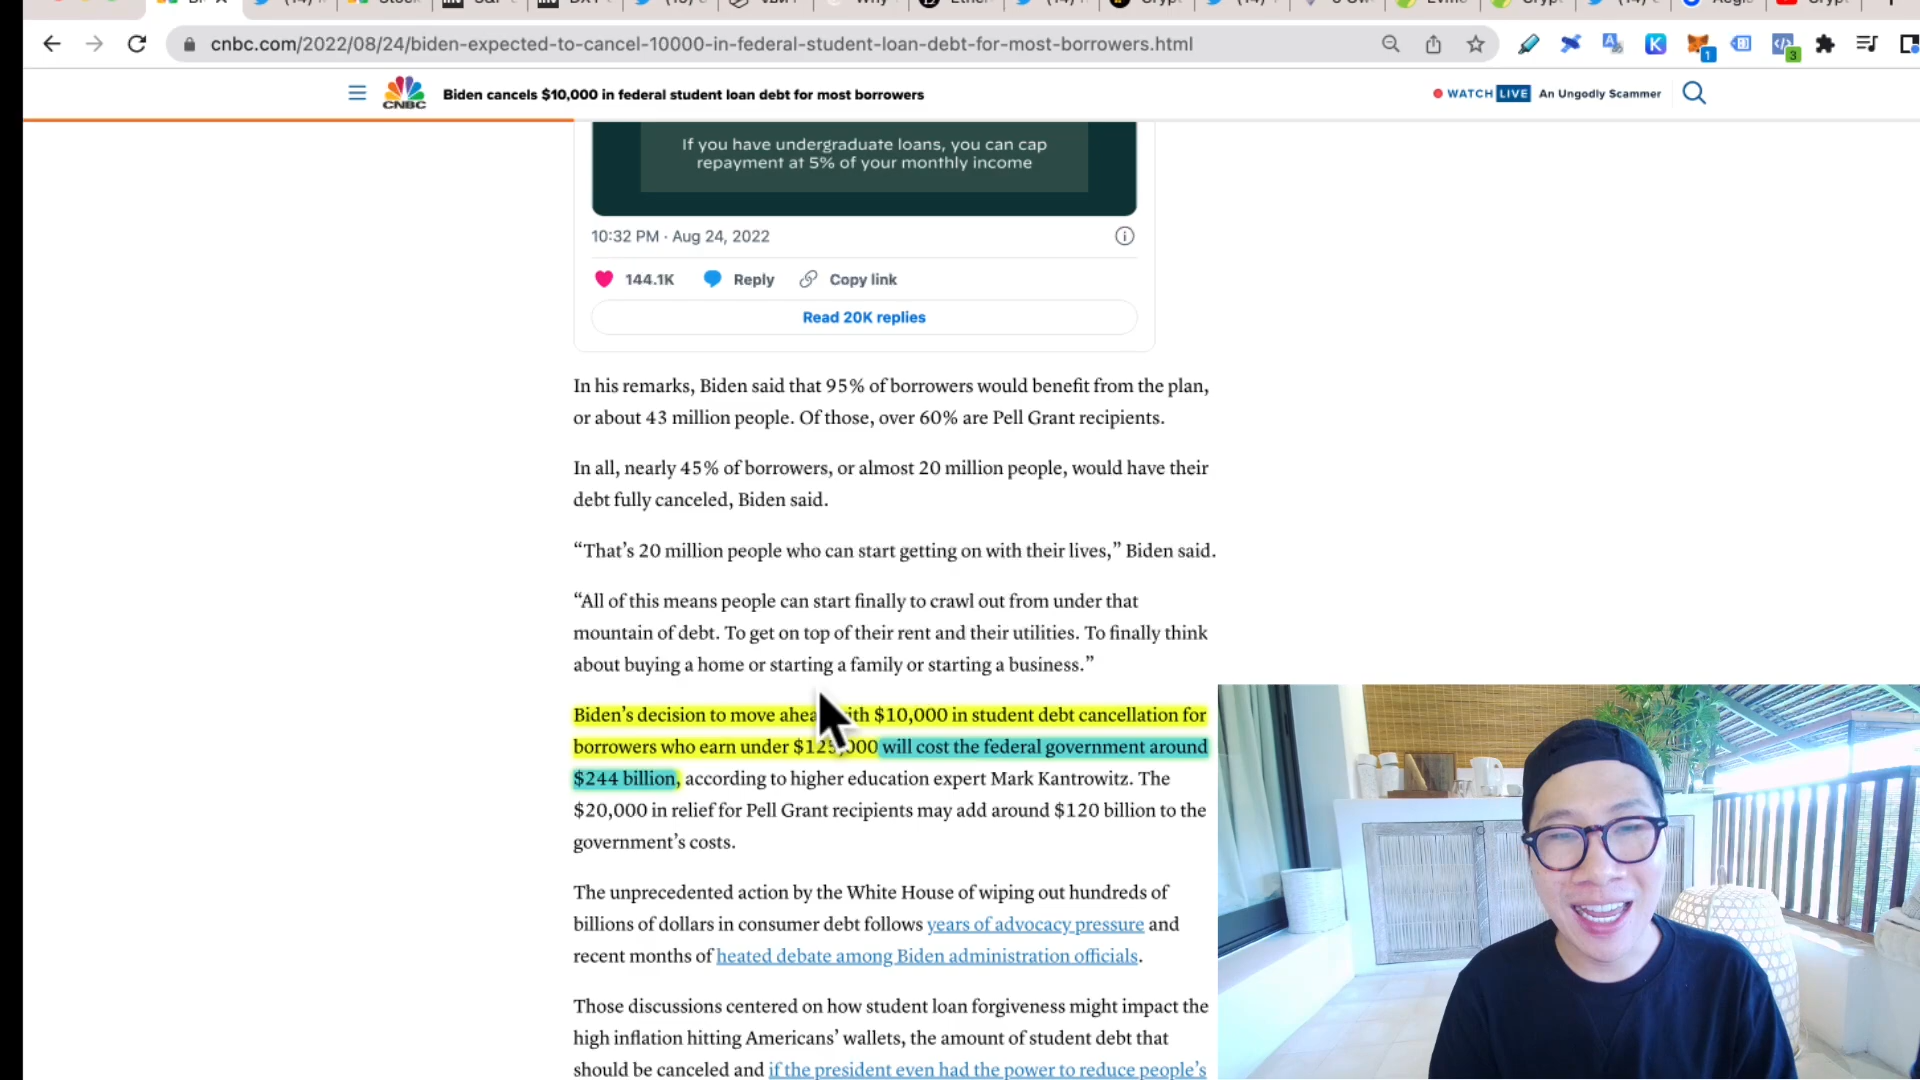 cnbc.com/2022/08/24/biden-expected-to-cancel-10000-in-federal-student-loan-debt-for-most-borrowers.html
1
3
CNBC
Biden cancels $10,000 in federal student loan debt for most borrowers
WATCH LIVE An Ungodly Scammer
If you have undergraduate loans, you can cap
repayment at 5% of your monthly income
10:32 PM · Aug 24, 2022
144.1K Reply Copy link
Read 20K replies
In his remarks, Biden said that 95% of borrowers would benefit from the plan,
or about 43 million people. Of those, over 60% are Pell Grant recipients.
In all, nearly 45% of borrowers, or almost 20 million people, would have their
debt fully canceled, Biden said.
“That’s 20 million people who can start getting on with their lives,” Biden said.
“All of this means people can start finally to crawl out from under that
mountain of debt. To get on top of their rent and their utilities. To finally think
about buying a home or starting a family or starting a business.”
Biden’s decision to move ahead with $10,000 in student debt cancellation for
borrowers who earn under $125,000 will cost the federal government around
$244 billion, according to higher education expert Mark Kantrowitz. The
$20,000 in relief for Pell Grant recipients may add around $120 billion to the
government’s costs.
The unprecedented action by the White House of wiping out hundreds of
billions of dollars in consumer debt follows years of advocacy pressure and
recent months of heated debate among Biden administration officials.
Those discussions centered on how student loan forgiveness might impact the
high inflation hitting Americans’ wallets, the amount of student debt that
should be canceled and if the president even had the power to reduce people’s